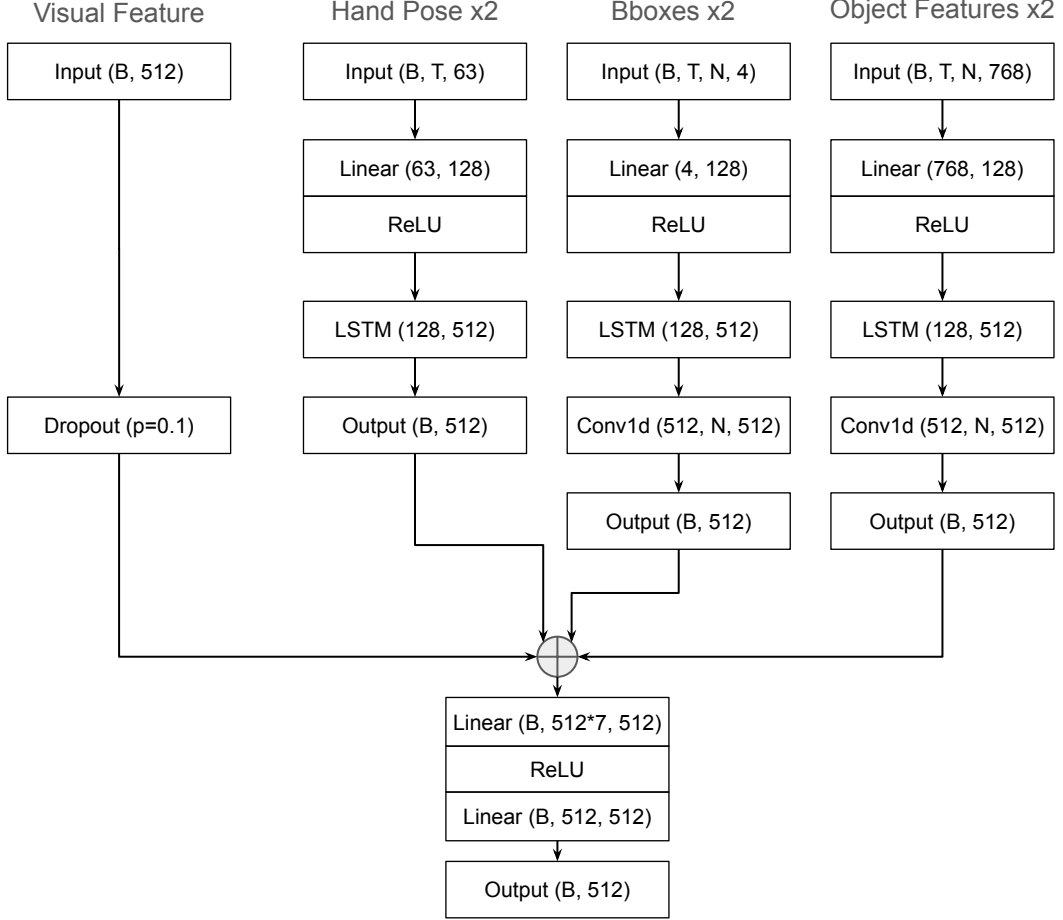 Visual Feature
Hand Pose x2
Bboxes x2
Object Features x2
Input (B, 512)
Input (B, T, 63)
Input (B, T, N, 4)
Input (B, T, N, 768)
Linear (63, 128)
Linear (4, 128)
Linear (768, 128)
ReLU
ReLU
ReLU
LSTM (128, 512)
LSTM (128, 512)
LSTM (128, 512)
Dropout (p=0.1)
Output (B, 512)
Conv1d (512, N, 512)
Conv1d (512, N, 512)
Output (B, 512)
Output (B, 512)
Linear (B, 512*7, 512)
ReLU
Linear (B, 512, 512)
Output (B, 512)